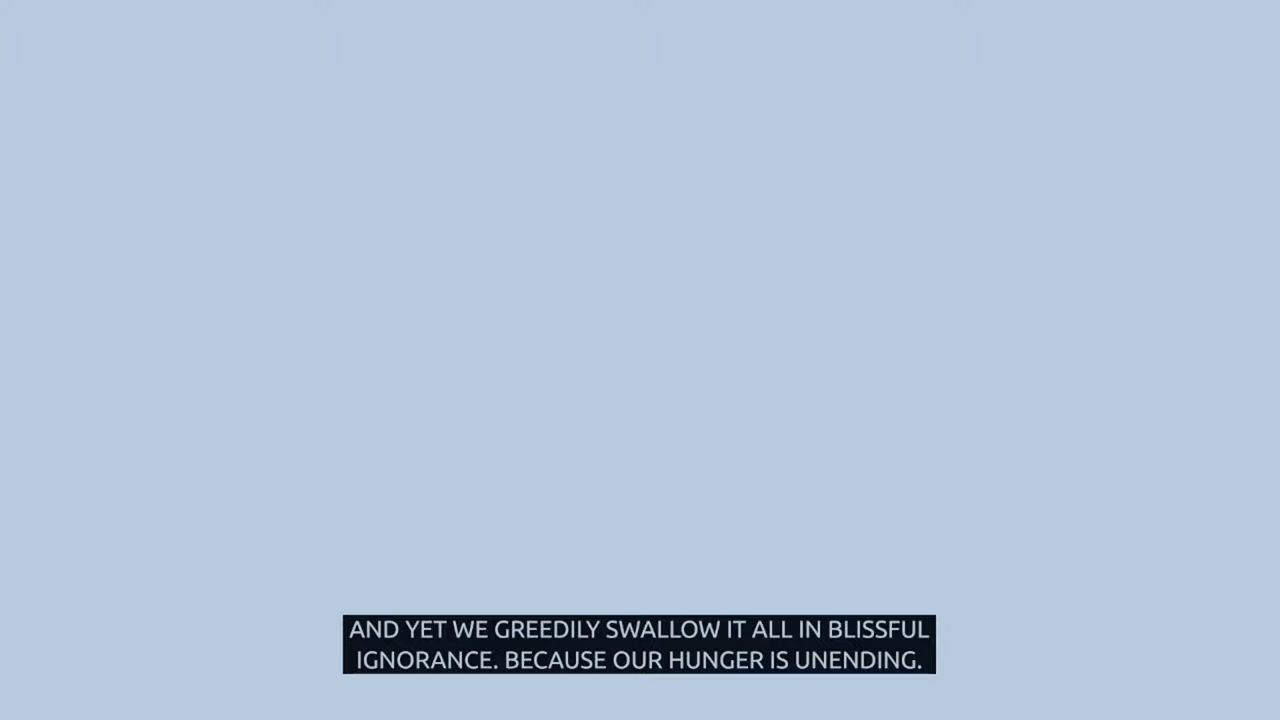 AND YET WE GREEDILY SWALLOW IT ALL IN BLISSFUL
IGNORANCE. BECAUSE OUR HUNGER IS UNENDING.